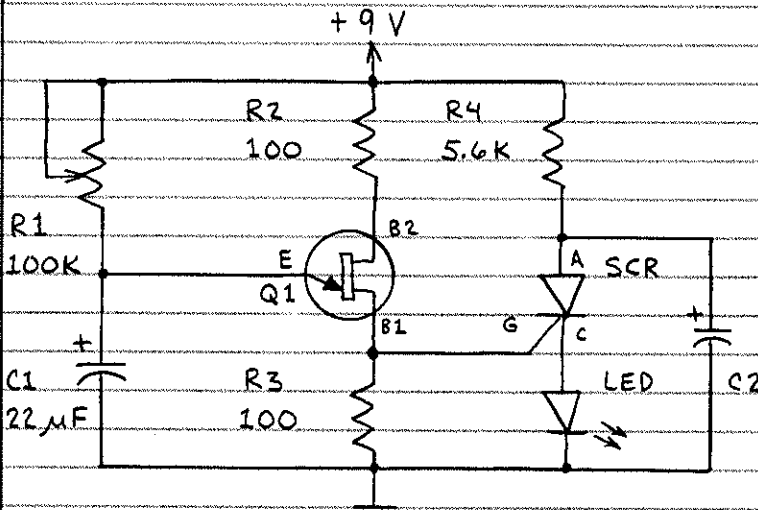 +9 V
R2
100
R4
5.6K
R1
100K
B2
E
Q1
A
SCR
G
C
B1
+
+
C1
22 µF
R3
100
LED
C2